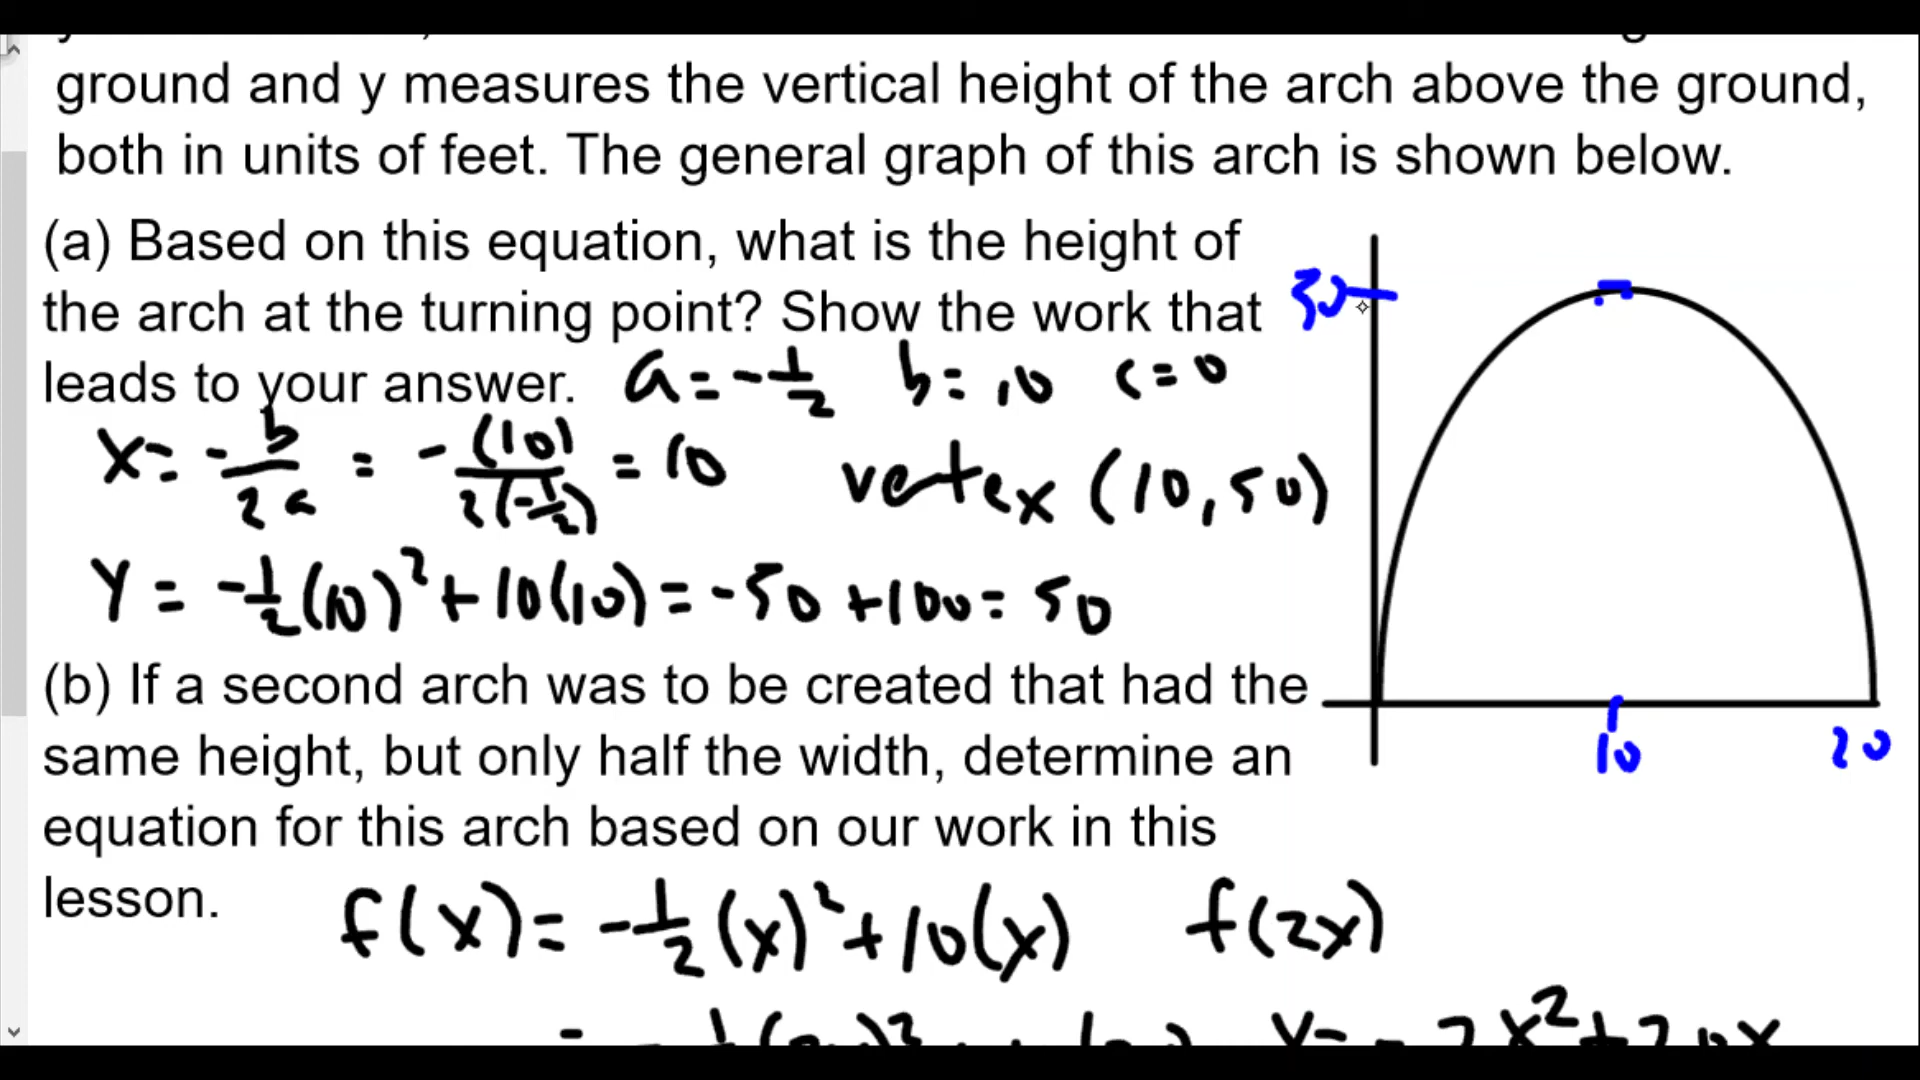 ground and y measures the vertical height of the arch above the ground,
both in units of feet. The general graph of this arch is shown below.
(a) Based on this equation, what is the height of
the arch at the turning point? Show the work that
leads to your answer. a = -1/2 b = 10 c = 0
50
x = -b/2a = -(10)/2(-1/2) = 10 vertex (10,50)
y = -1/2(10)² + 10(10) = -50 + 100 = 50
(b) If a second arch was to be created that had the
same height, but only half the width, determine an
equation for this arch based on our work in this
lesson.
10 20
f(x) = -1/2(x)² + 10(x) f(2x)
y = -2x² + 20x